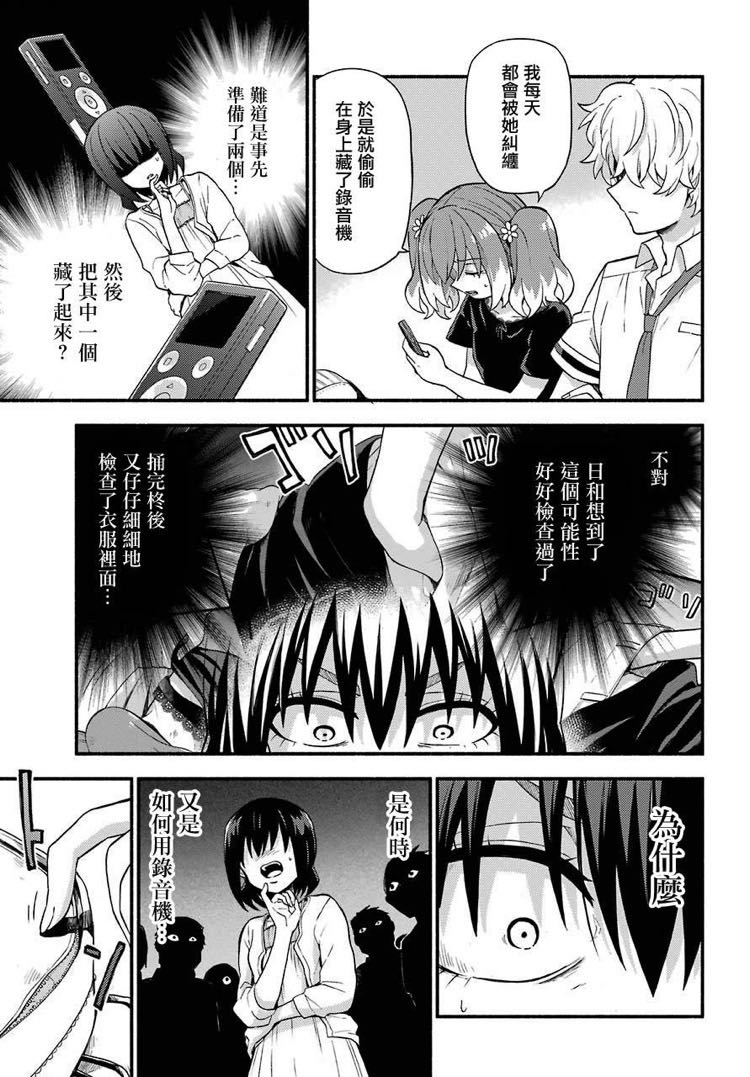 我每天
都會被她糾纏
於是就偷偷
在身上藏了錄音機
難道是事先
準備了兩個…
然後
把其中一個
藏了起來?
不對
日和想到了
這個可能性
好好檢查過了
捅完柊後
又仔仔細細地
檢查了衣服裡面…
ゴソ
ゴソ
為什麼
是何時
又是
如何用錄音機…